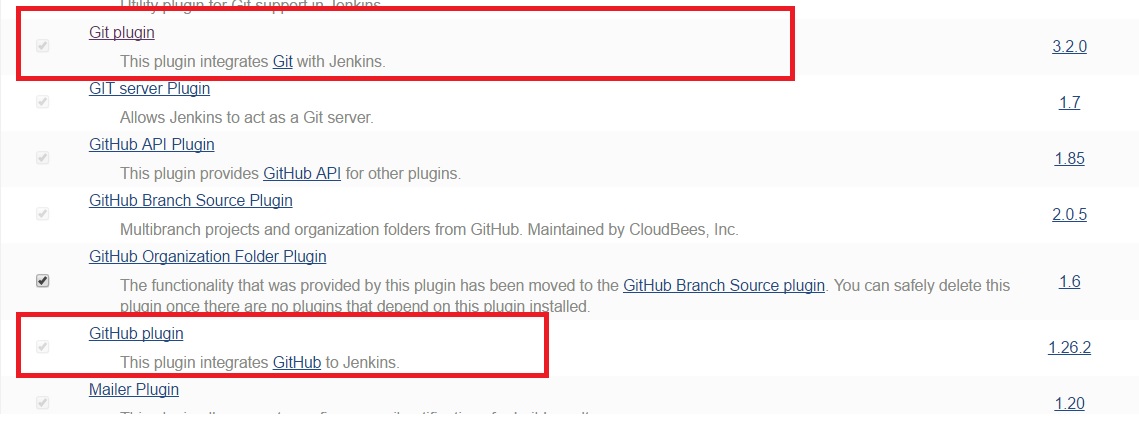 Utility plugin for Git support in Jenkins
Git plugin
This plugin integrates Git with Jenkins.
3.2.0
GIT server Plugin
Allows Jenkins to act as a Git server.
1.7
GitHub API Plugin
This plugin provides GitHub API for other plugins.
1.85
GitHub Branch Source Plugin
Multibranch projects and organization folders from GitHub. Maintained by CloudBees, Inc.
2.0.5
GitHub Organization Folder Plugin
The functionality that was provided by this plugin has been moved to the GitHub Branch Source plugin. You can safely delete this
plugin once there are no plugins that depend on this plugin installed.
1.6
GitHub plugin
This plugin integrates GitHub to Jenkins.
1.26.2
Mailer Plugin
1.20